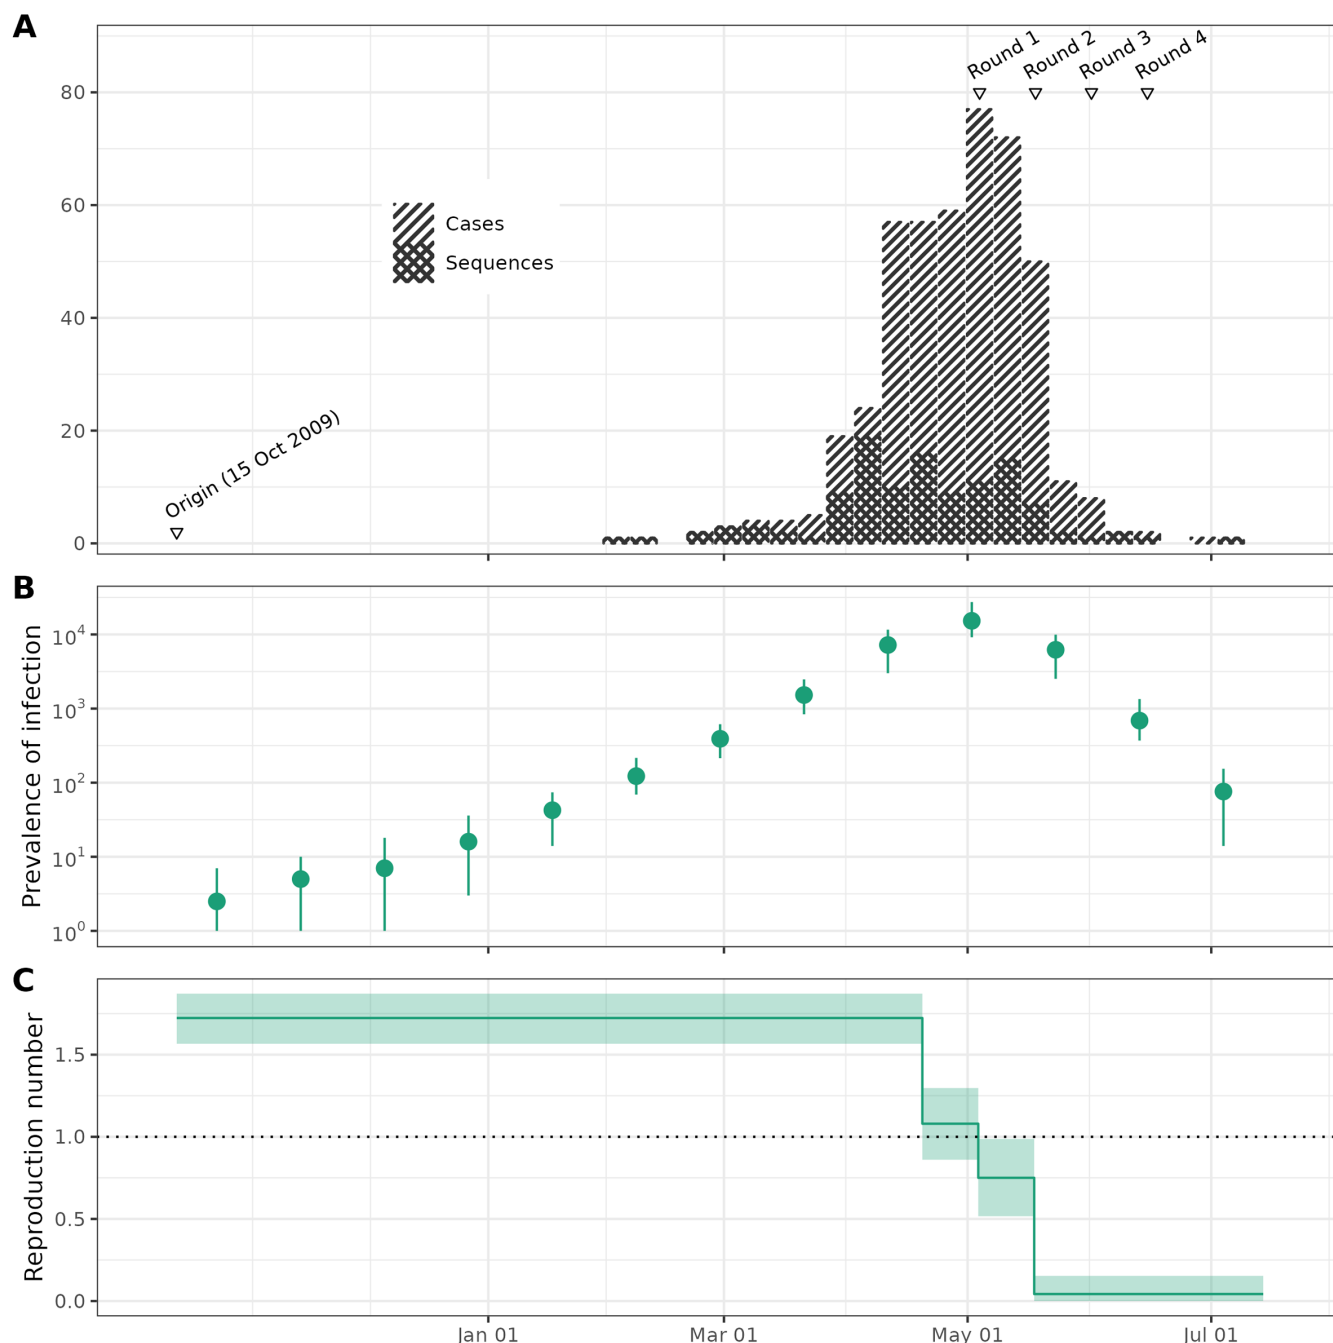 A
Round 1 Round 2 Round 3 Round 4
80
60
Cases
Sequences
40
20
Origin (15 Oct 2009)
0
B
Prevalence of infection
10^4
10^3
10^2
10^1
10^0
C
Reproduction number
1.5
1.0
0.5
0.0
Jan 01 Mar 01 May 01 Jul 01